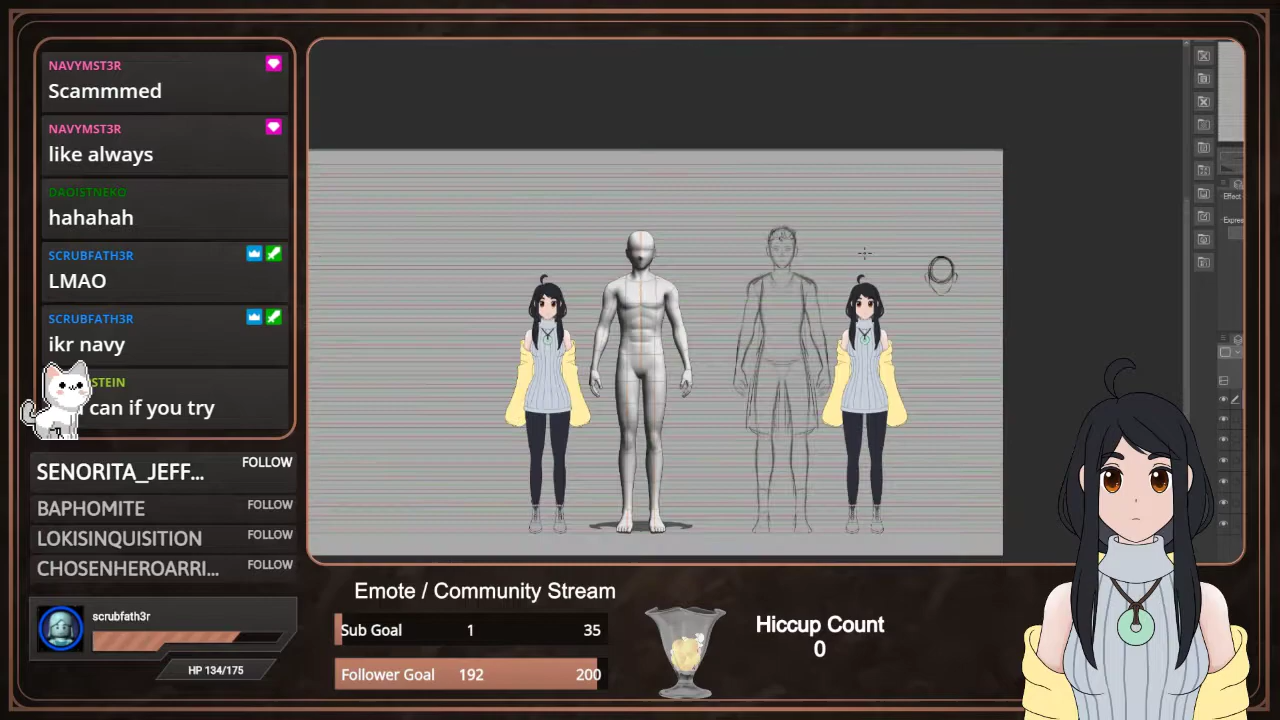 NAVYMST3R
Scammmed
NAVYMST3R
like always
DAOISTNEKO
hahahah
SCRUBFATH3R
LMAO
SCRUBFATH3R
ikr navy
STEIN
can if you try
SENORITA_JEFF... FOLLOW
BAPHOMITE FOLLOW
LOKISINQUISITION FOLLOW
CHOSENHEROARRI... FOLLOW
scrubfath3r
HP 134/175
Emote / Community Stream
Sub Goal 1 35
Follower Goal 192 200
Hiccup Count
0
Effect
Expre